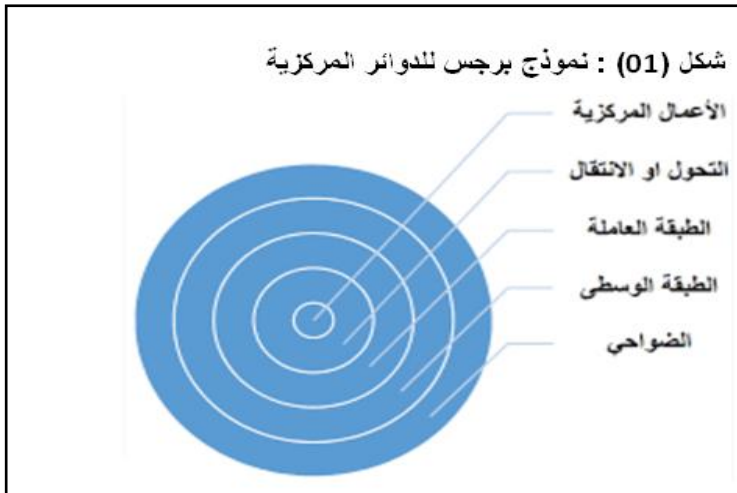 شكل (01) : نموذج برجس للدوائر المركزية
الأعمال المركزية
التحول او الانتقال
الطبقة العاملة
الطبقة الوسطى
الضواحي